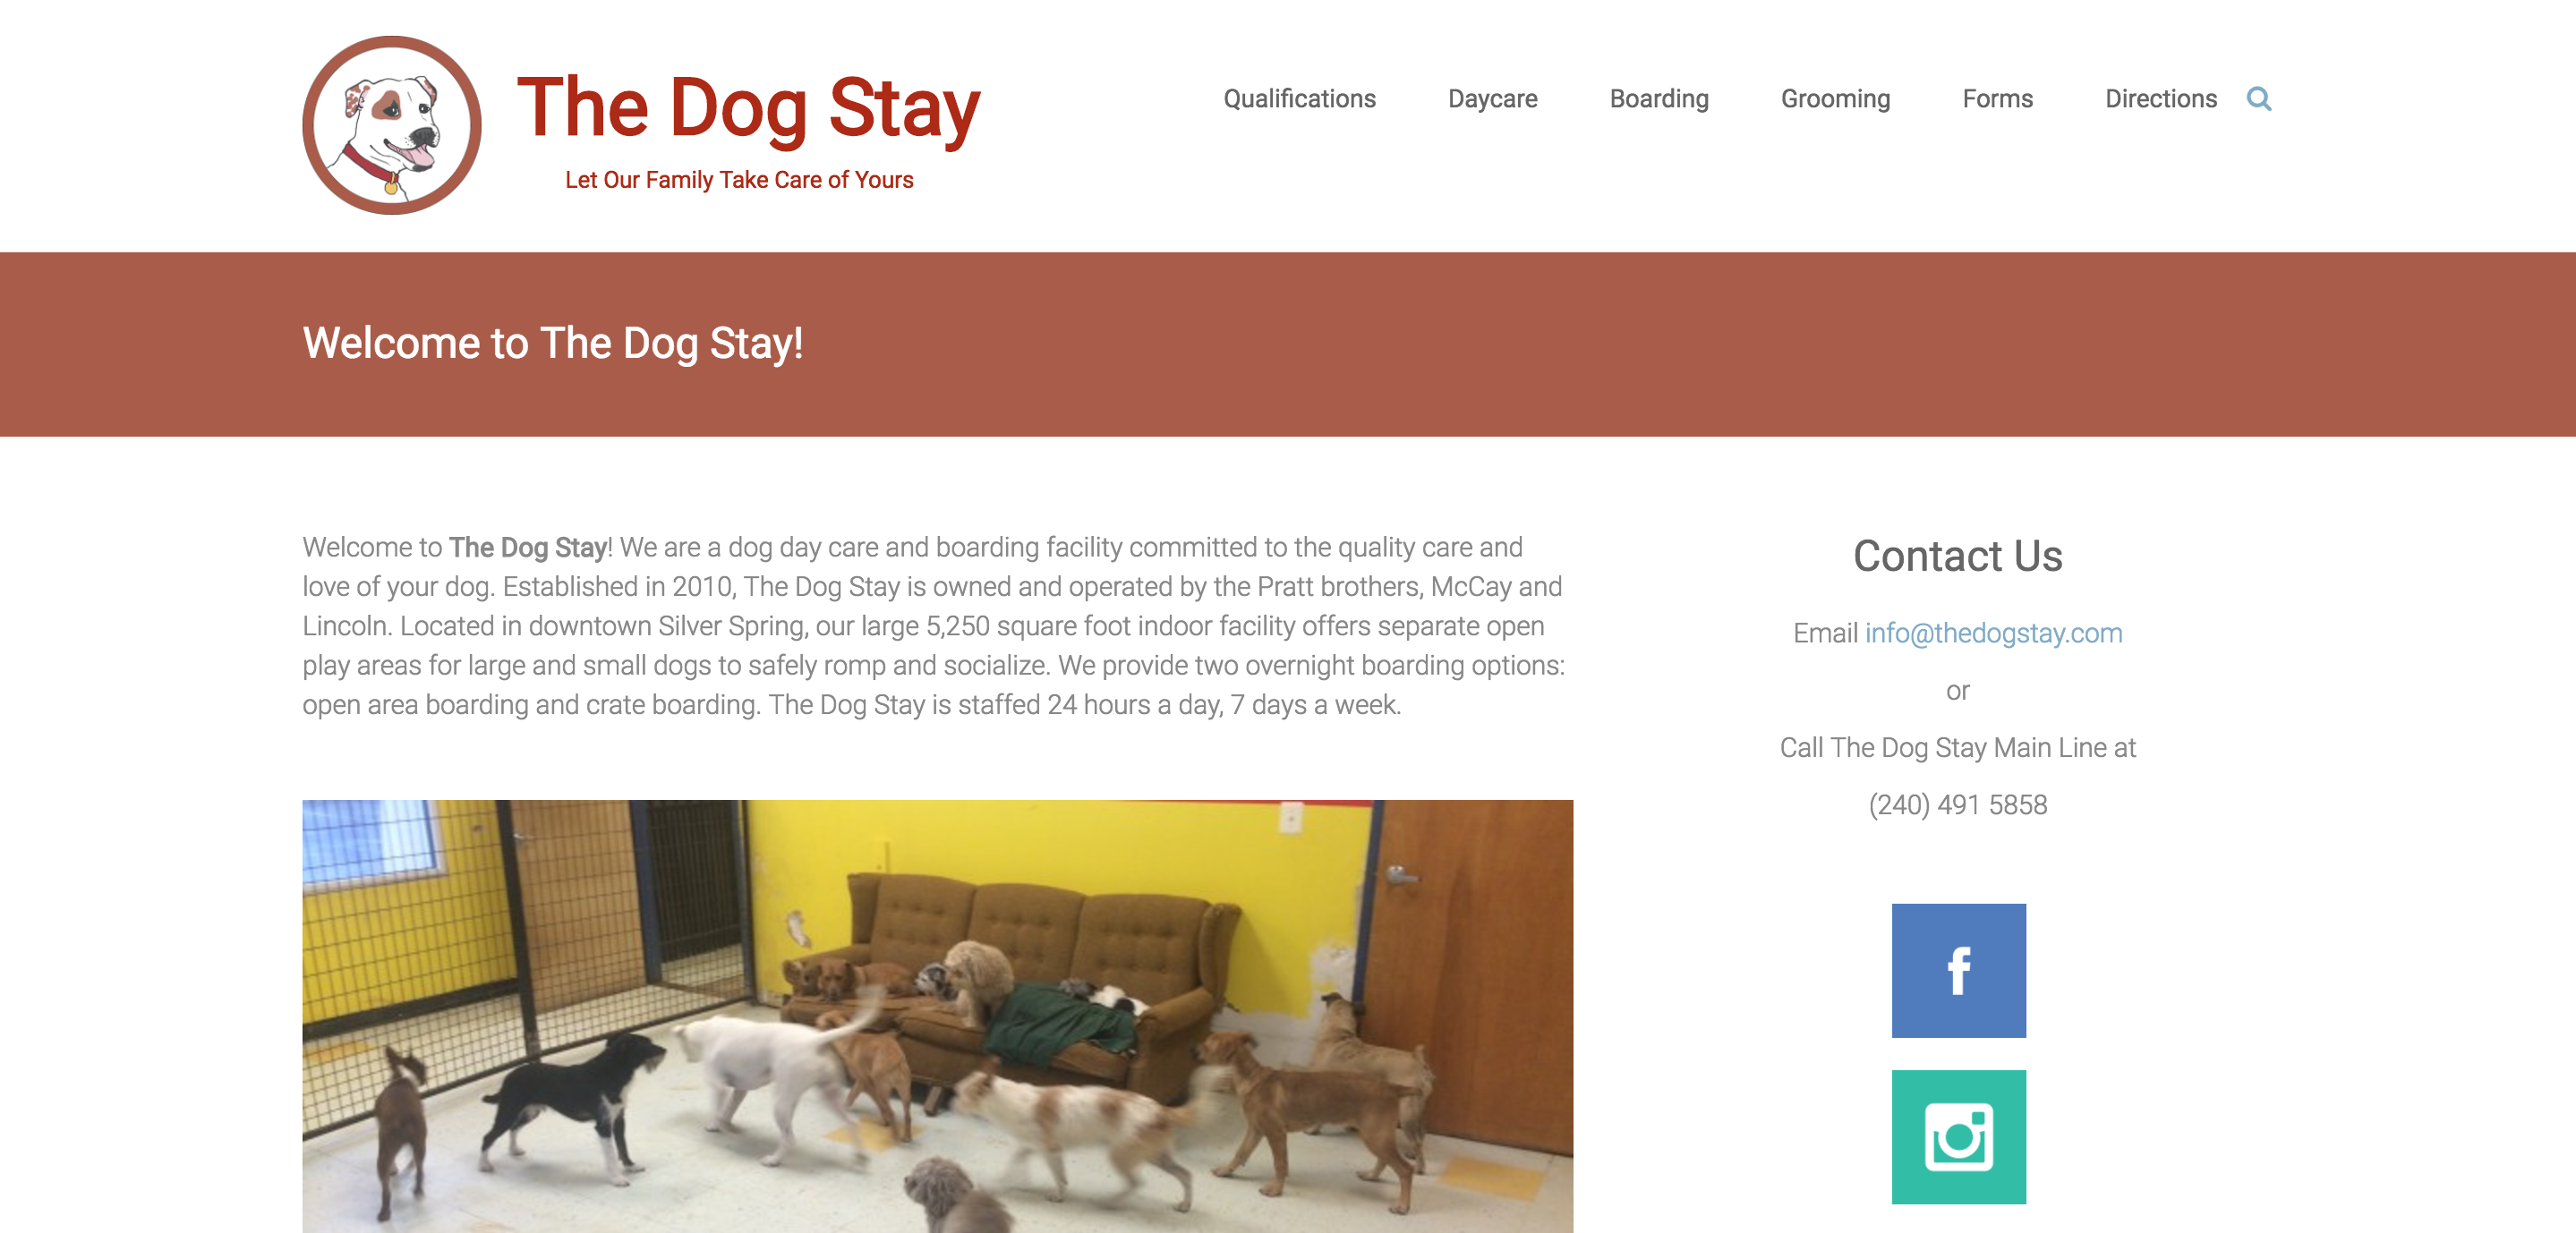 The Dog Stay
Let Our Family Take Care of Yours
Qualifications Daycare Boarding Grooming Forms Directions
Welcome to The Dog Stay!
Welcome to The Dog Stay! We are a dog day care and boarding facility committed to the quality care and
love of your dog. Established in 2010, The Dog Stay is owned and operated by the Pratt brothers, McCay and
Lincoln. Located in downtown Silver Spring, our large 5,250 square foot indoor facility offers separate open
play areas for large and small dogs to safely romp and socialize. We provide two overnight boarding options:
open area boarding and crate boarding. The Dog Stay is staffed 24 hours a day, 7 days a week.
Contact Us
Email info@thedogstay.com
or
Call The Dog Stay Main Line at
(240) 491 5858